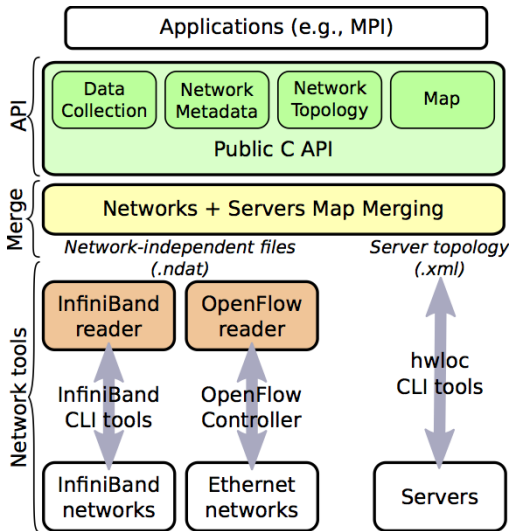 Applications (e.g., MPI)
API
Data
Collection
Network
Metadata
Network
Topology
Map
Public C API
Merge
Networks + Servers Map Merging
Network-independent files
(.ndat)
Server topology
(.xml)
Network tools
InfiniBand
reader
OpenFlow
reader
InfiniBand
CLI tools
OpenFlow
Controller
hwloc
CLI tools
InfiniBand
networks
Ethernet
networks
Servers